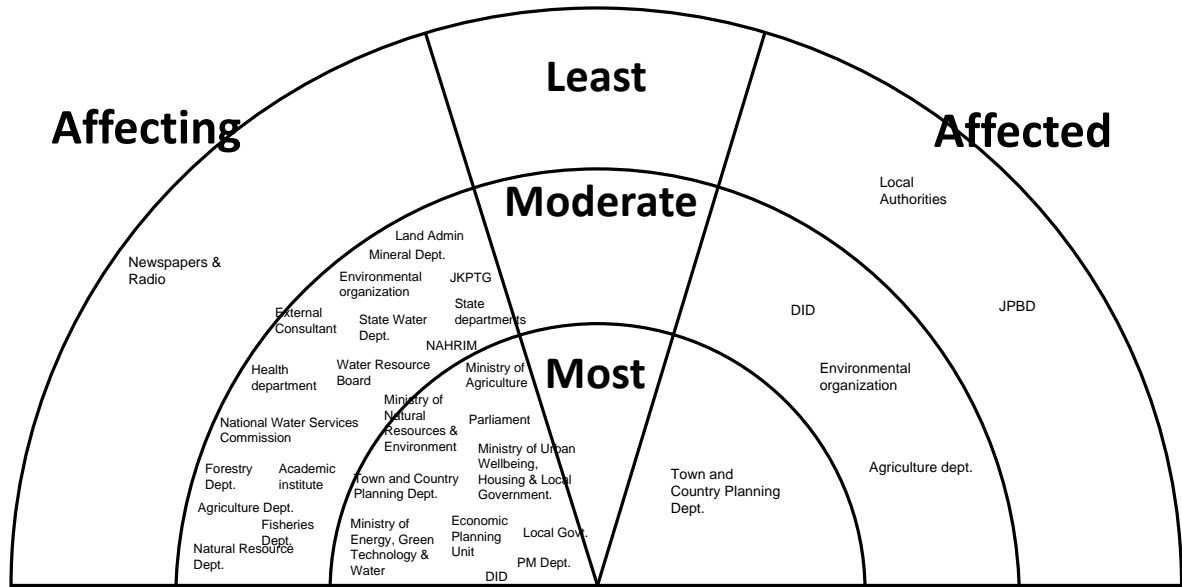 Least
Affecting
Affected
Moderate
Most
Newspapers &
Radio
Land Admin
Mineral Dept.
Environmental
organization
JKPTG
External
Consultant
State Water
Dept.
State
departments
NAHRIM
Health
department
Water Resource
Board
National Water Services
Commission
Forestry
Dept.
Academic
institute
Agriculture Dept.
Fisheries
Dept.
Natural Resource
Dept.
Ministry of
Agriculture
Ministry of
Natural
Resources &
Environment
Parliament
Ministry of Urban
Wellbeing,
Housing & Local
Government.
Town and Country
Planning Dept.
Ministry of
Energy, Green
Technology &
Water
Economic
Planning
Unit
Local Govt.
PM Dept.
DID
Local
Authorities
JPBD
DID
Environmental
organization
Agriculture dept.
Town and
Country Planning
Dept.